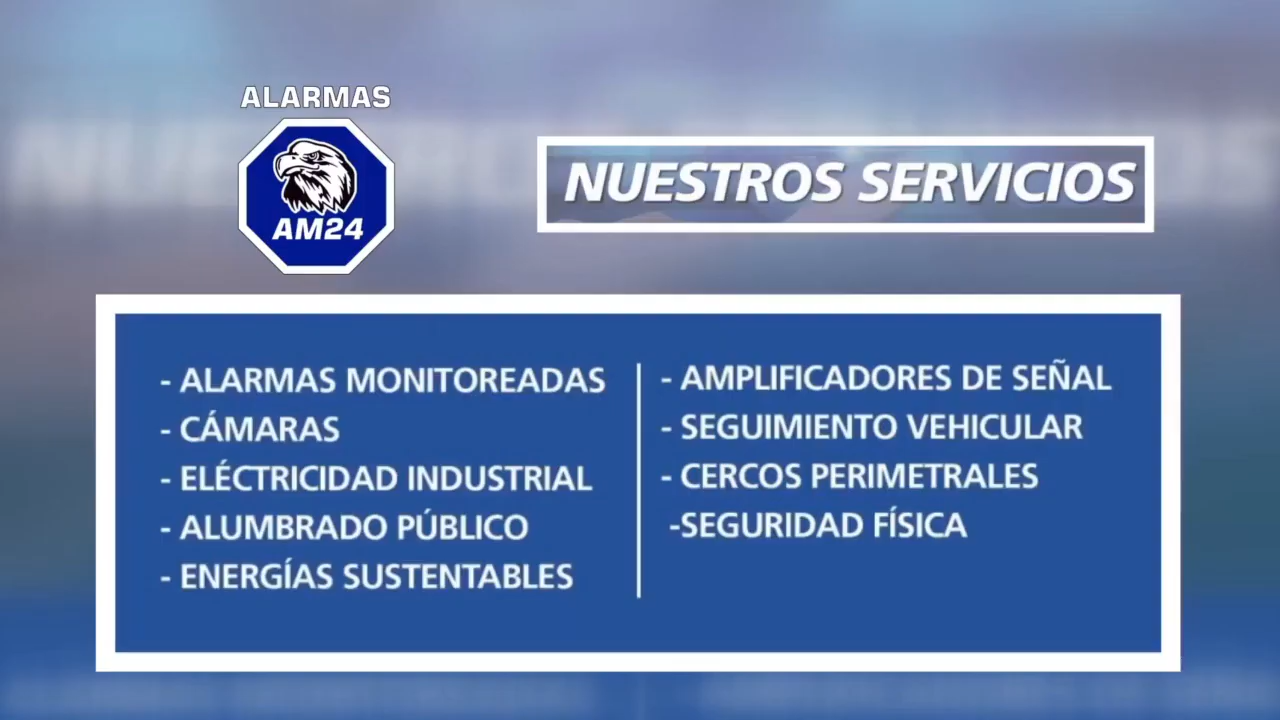 ALARMAS
AM24
NUESTROS SERVICIOS
- ALARMAS MONITOREADAS
- CÁMARAS
- ELÉCTRICIDAD INDUSTRIAL
- ALUMBRADO PÚBLICO
- ENERGÍAS SUSTENTABLES
- AMPLIFICADORES DE SEÑAL
- SEGUIMIENTO VEHICULAR
- CERCOS PERIMETRALES
-SEGURIDAD FÍSICA